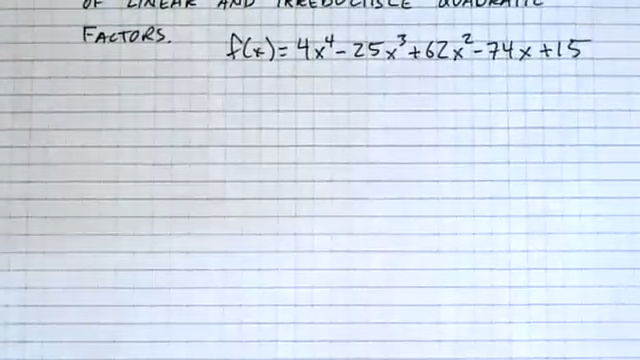 OF LINEAR AND IRREDUCIBLE QUADRATIC
FACTORS. f(x) = 4x⁴ - 25x³ + 62x² - 74x + 15